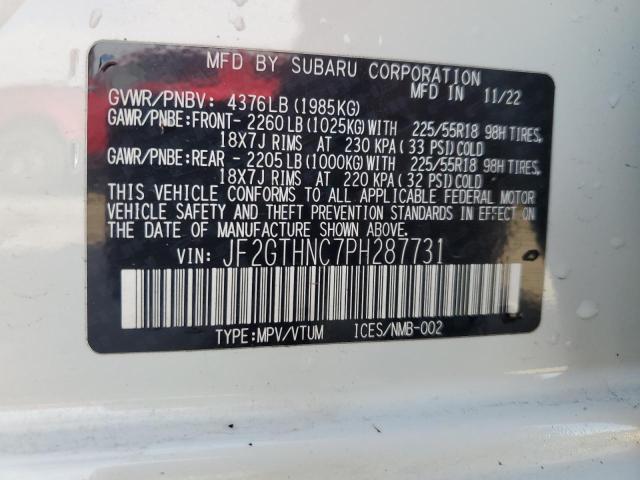 MFD BY SUBARU CORPORATION
GVWR/PNBV: 4376LB(1985KG) MFD IN 11/22
GAWR/PNBE:FRONT- 2260LB(1025KG)WITH 225/55R18 98H TIRES,
18X7J RIMS AT 230 KPA(33 PSI)COLD
GAWR/PNBE:REAR - 2205LB(1000KG)WITH 225/55R18 98H TIRES,
18X7J RIMS AT 220 KPA(32 PSI)COLD
THIS VEHICLE CONFORMS TO ALL APPLICABLE FEDERAL MOTOR
VEHICLE SAFETY AND THEFT PREVENTION STANDARDS IN EFFECT ON
THE DATE OF MANUFACTURE SHOWN ABOVE.
VIN: JF2GTHNC7PH287731
TYPE:MPV/VTUM ICES/NMB-002